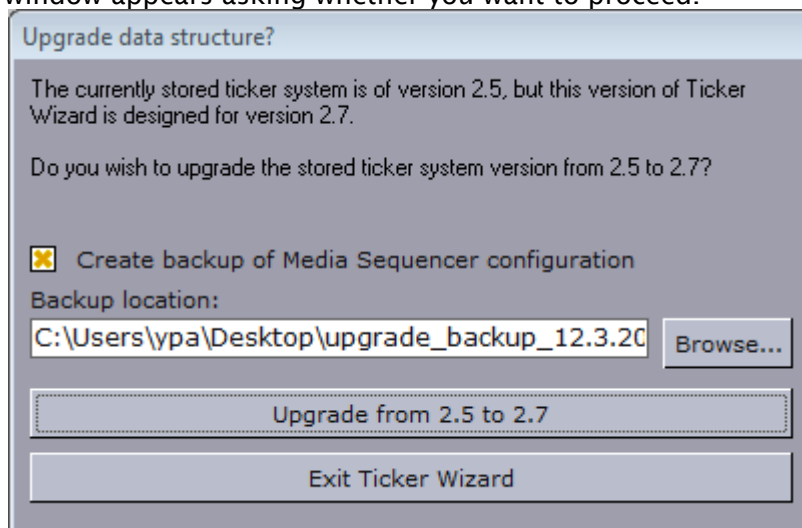 window appears asking whether you want to proceed.
Upgrade data structure?
The currently stored ticker system is of version 2.5, but this version of Ticker
Wizard is designed for version 2.7.
Do you wish to upgrade the stored ticker system version from 2.5 to 2.7?
Create backup of Media Sequencer configuration
Backup location:
C:\Users\ypa\Desktop\upgrade_backup_12.3.20
Browse...
Upgrade from 2.5 to 2.7
Exit Ticker Wizard